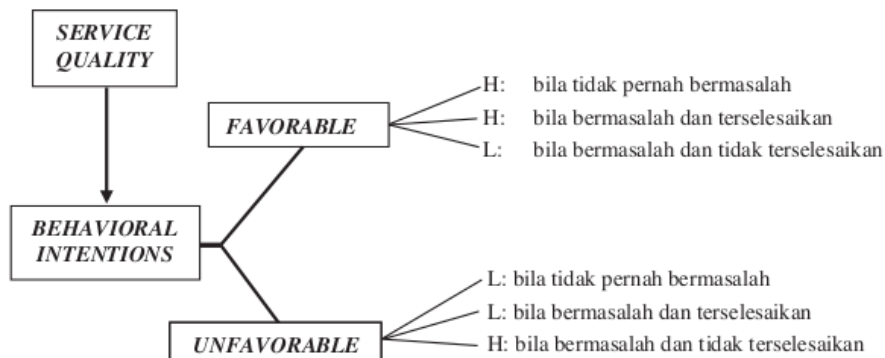 SERVICE
QUALITY
FAVORABLE
H: bila tidak pernah bermasalah
H: bila bermasalah dan terselesaikan
L: bila bermasalah dan tidak terselesaikan
BEHAVIORAL
INTENTIONS
UNFAVORABLE
L: bila tidak pernah bermasalah
L: bila bermasalah dan terselesaikan
H: bila bermasalah dan tidak terselesaikan